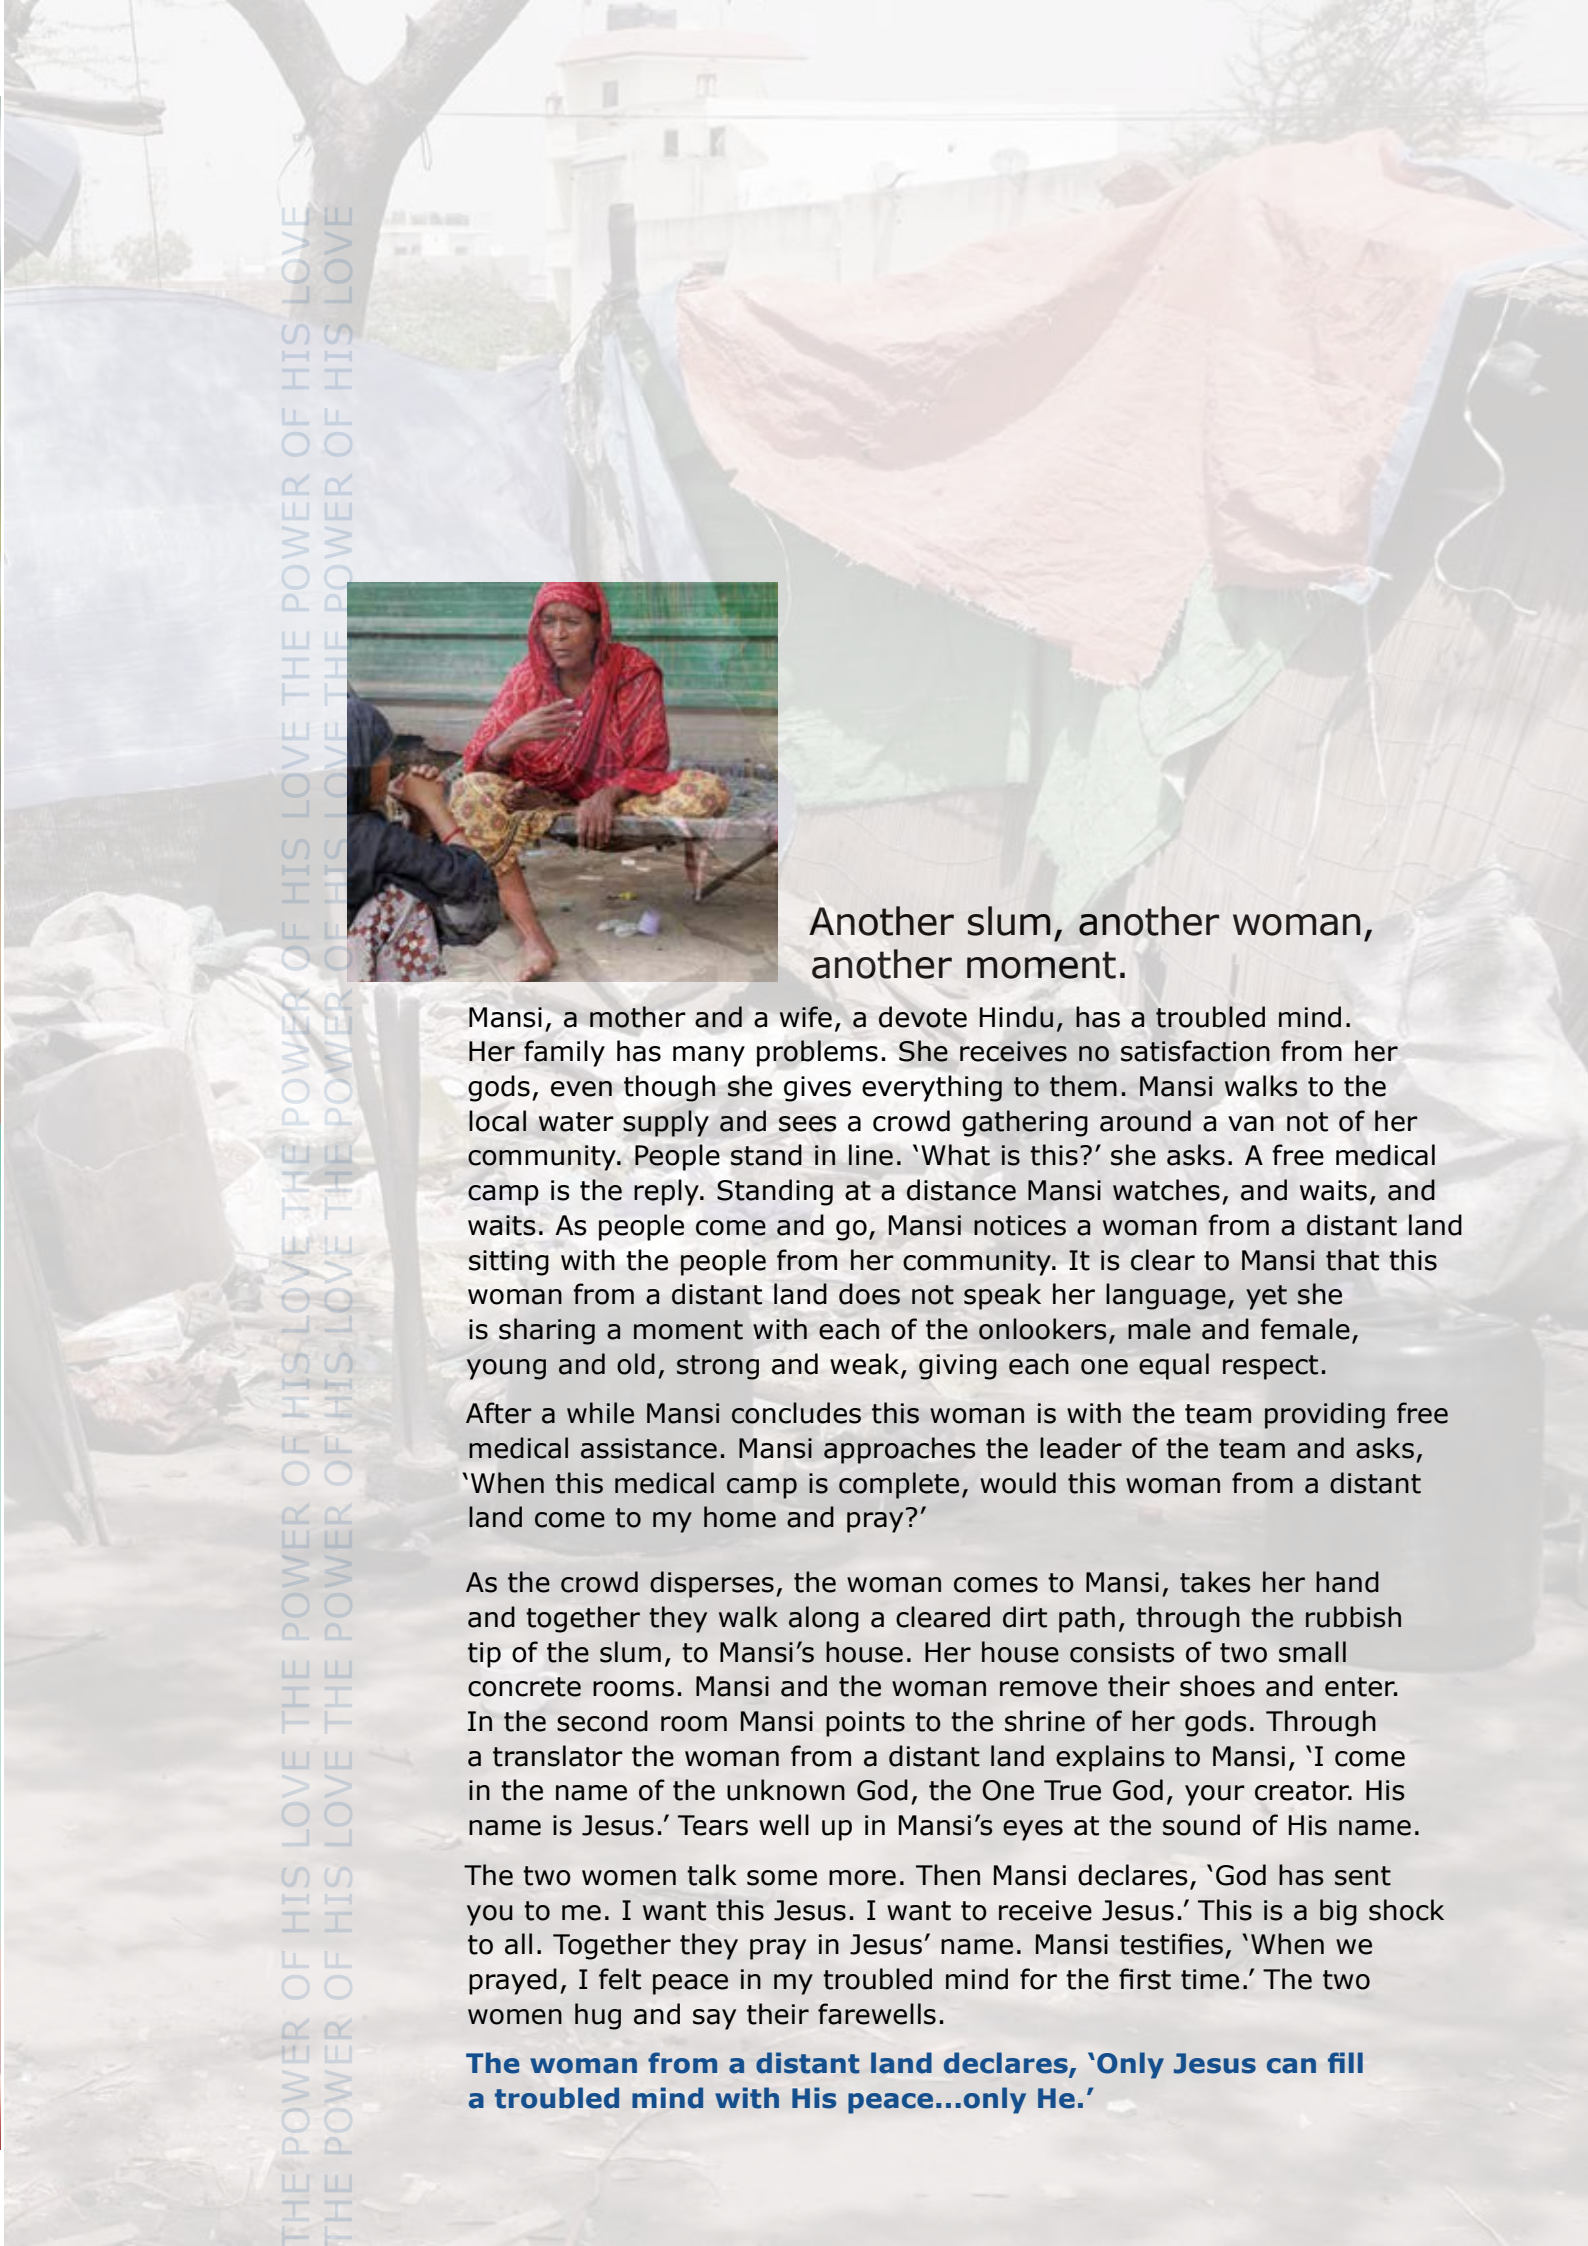 THE POWER OF HIS LOVE THE POWER OF HIS LOVE THE POWER OF HIS LOVE THE POWER OF HIS LOVE
THE POWER OF HIS LOVE THE POWER OF HIS LOVE THE POWER OF HIS LOVE THE POWER OF HIS LOVE
Another slum, another woman,
another moment.
Mansi, a mother and a wife, a devote Hindu, has a troubled mind.
Her family has many problems. She receives no satisfaction from her
gods, even though she gives everything to them. Mansi walks to the
local water supply and sees a crowd gathering around a van not of her
community. People stand in line. ‘What is this?’ she asks. A free medical
camp is the reply. Standing at a distance Mansi watches, and waits, and
waits. As people come and go, Mansi notices a woman from a distant land
sitting with the people from her community. It is clear to Mansi that this
woman from a distant land does not speak her language, yet she
is sharing a moment with each of the onlookers, male and female,
young and old, strong and weak, giving each one equal respect.
After a while Mansi concludes this woman is with the team providing free
medical assistance. Mansi approaches the leader of the team and asks,
‘When this medical camp is complete, would this woman from a distant
land come to my home and pray?’
As the crowd disperses, the woman comes to Mansi, takes her hand
and together they walk along a cleared dirt path, through the rubbish
tip of the slum, to Mansi’s house. Her house consists of two small
concrete rooms. Mansi and the woman remove their shoes and enter.
In the second room Mansi points to the shrine of her gods. Through
a translator the woman from a distant land explains to Mansi, ‘I come
in the name of the unknown God, the One True God, your creator. His
name is Jesus.’ Tears well up in Mansi’s eyes at the sound of His name.
The two women talk some more. Then Mansi declares, ‘God has sent
you to me. I want this Jesus. I want to receive Jesus.’ This is a big shock
to all. Together they pray in Jesus’ name. Mansi testifies, ‘When we
prayed, I felt peace in my troubled mind for the first time.’ The two
women hug and say their farewells.
The woman from a distant land declares, ‘Only Jesus can fill
a troubled mind with His peace...only He.’